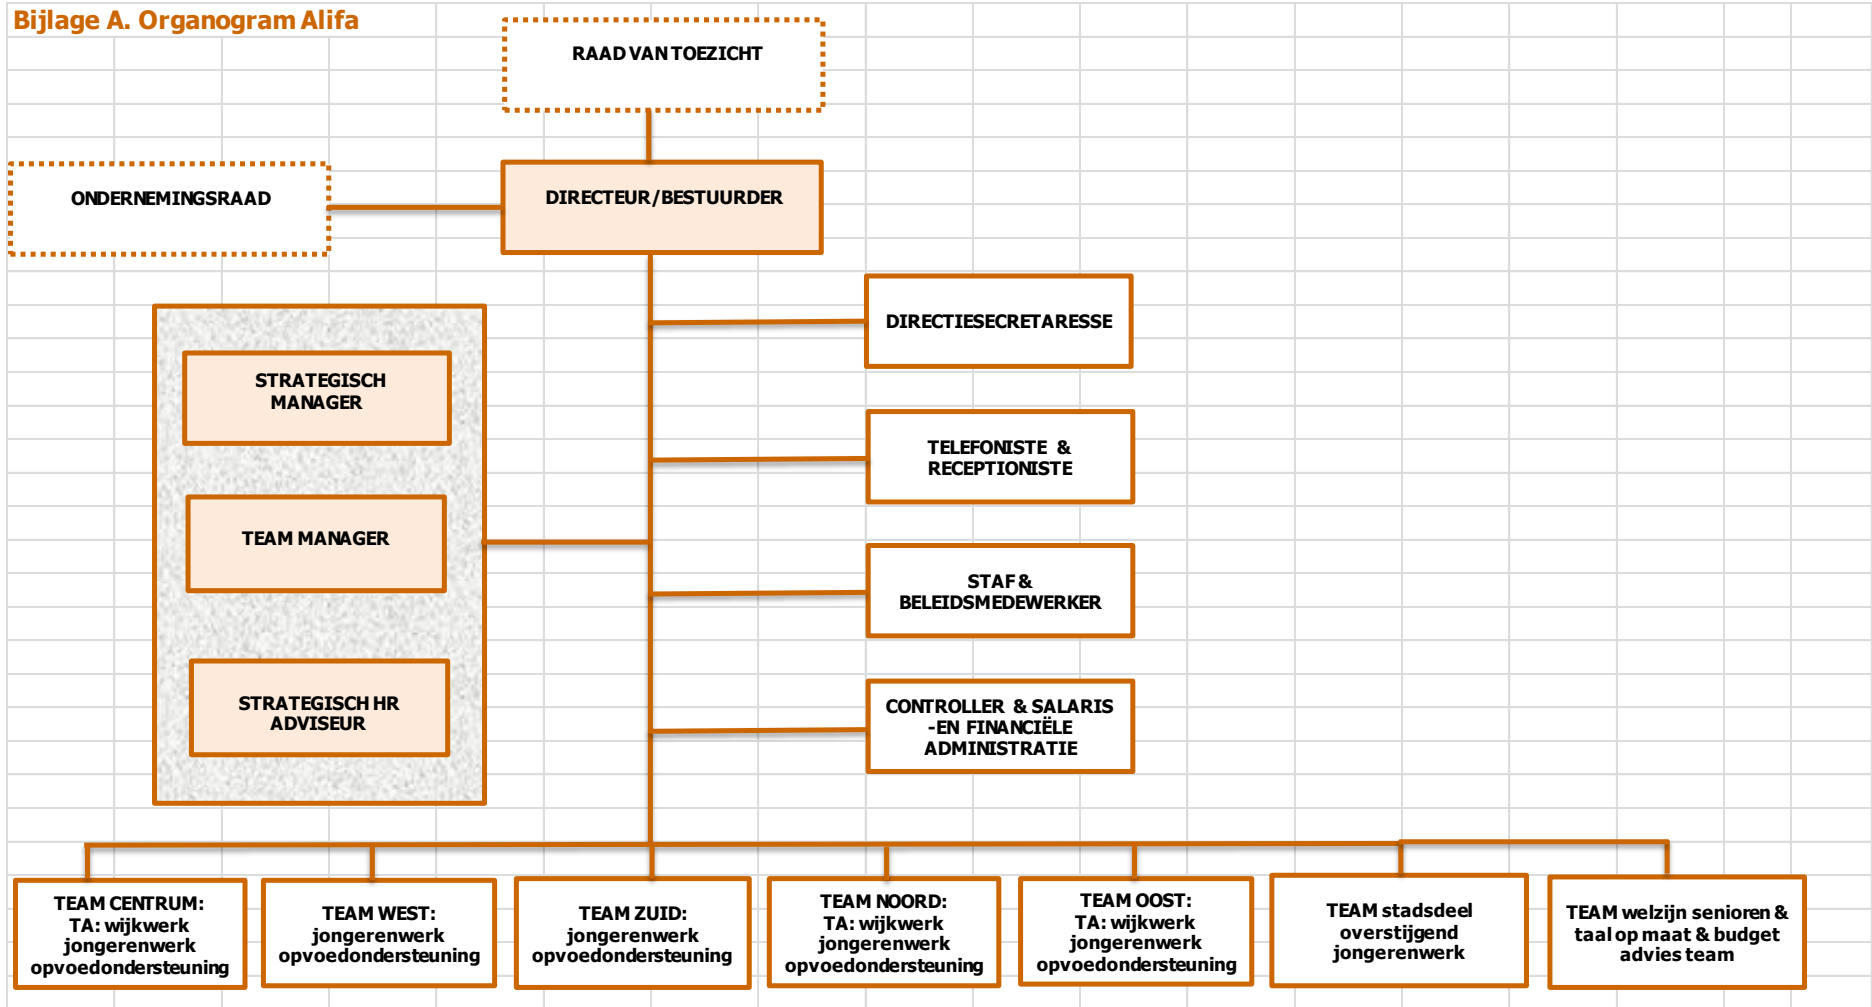 Bijlage A. Organogram Alifa
RAAD VAN TOEZICHT
ONDERNEMINGSRAAD
DIRECTEUR/BESTUURDER
DIRECTIESECRETARESSE
STRATEGISCH
MANAGER
TELEFONISTE &
RECEPTIONISTE
TEAM MANAGER
STAF &
BELEIDSMEDEWERKER
STRATEGISCH HR
ADVISEUR
CONTROLLER & SALARIS
-EN FINANCIËLE
ADMINISTRATIE
TEAM CENTRUM:
TA: wijkwerk
jongerenwerk
opvoedondersteuning
TEAM WEST:
jongerenwerk
opvoedondersteuning
TEAM ZUID:
jongerenwerk
opvoedondersteuning
TEAM NOORD:
TA: wijkwerk
jongerenwerk
opvoedondersteuning
TEAM OOST:
TA: wijkwerk
jongerenwerk
opvoedondersteuning
TEAM stadsdeel
overstijgend
jongerenwerk
TEAM welzijn senioren &
taal op maat & budget
advies team